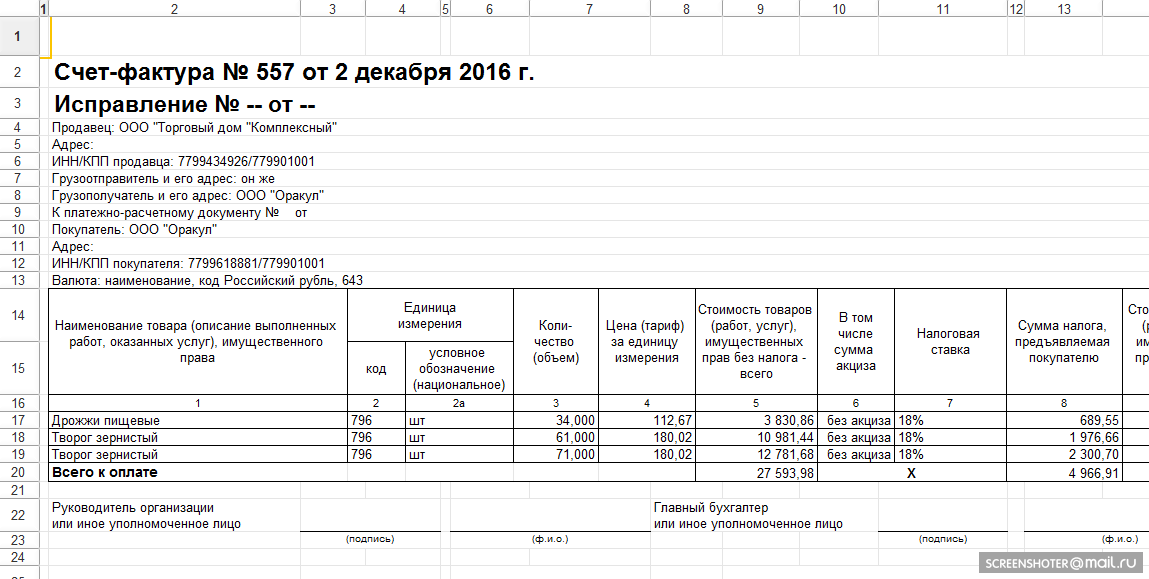 1 2 3 4 5 6 7 8 9 10 11 12 13
1
2 Счет-фактура № 557 от 2 декабря 2016 г.
3 Исправление № -- от --
4 Продавец: ООО "Торговый дом "Комплексный"
5 Адрес:
6 ИНН/КПП продавца: 7799434926/779901001
7 Грузоотправитель и его адрес: он же
8 Грузополучатель и его адрес: ООО "Оракул"
9 К платежно-расчетному документу № от
10 Покупатель: ООО "Оракул"
11 Адрес:
12 ИНН/КПП покупателя: 7799618881/779901001
13 Валюта: наименование, код Российский рубль, 643
14
15
Наименование товара (описание выполненных
работ, оказанных услуг), имущественного
права
Единица
измерения
код
условное
обозначение
(национальное)
Коли-
чество
(объем)
Цена (тариф)
за единицу
измерения
Стоимость товаров
(работ, услуг),
имущественных
прав без налога -
всего
В том
числе
сумма
акциза
Налоговая
ставка
Сумма налога,
предъявляемая
покупателю
16 1 2 2а 3 4 5 6 7 8
17 Дрожжи пищевые 796 шт 34,000 112,67 3 830,86 без акциза 18% 689,55
18 Творог зернистый 796 шт 61,000 180,02 10 981,44 без акциза 18% 1 976,66
19 Творог зернистый 796 шт 71,000 180,02 12 781,68 без акциза 18% 2 300,70
20 Всего к оплате 27 593,98 Х 4 966,91
21
22 Руководитель организации
или иное уполномоченное лицо
Главный бухгалтер
или иное уполномоченное лицо
23 (подпись) (ф.и.о.) (подпись) (ф.и.о.)
24
SCREENSHOTER@mail.ru